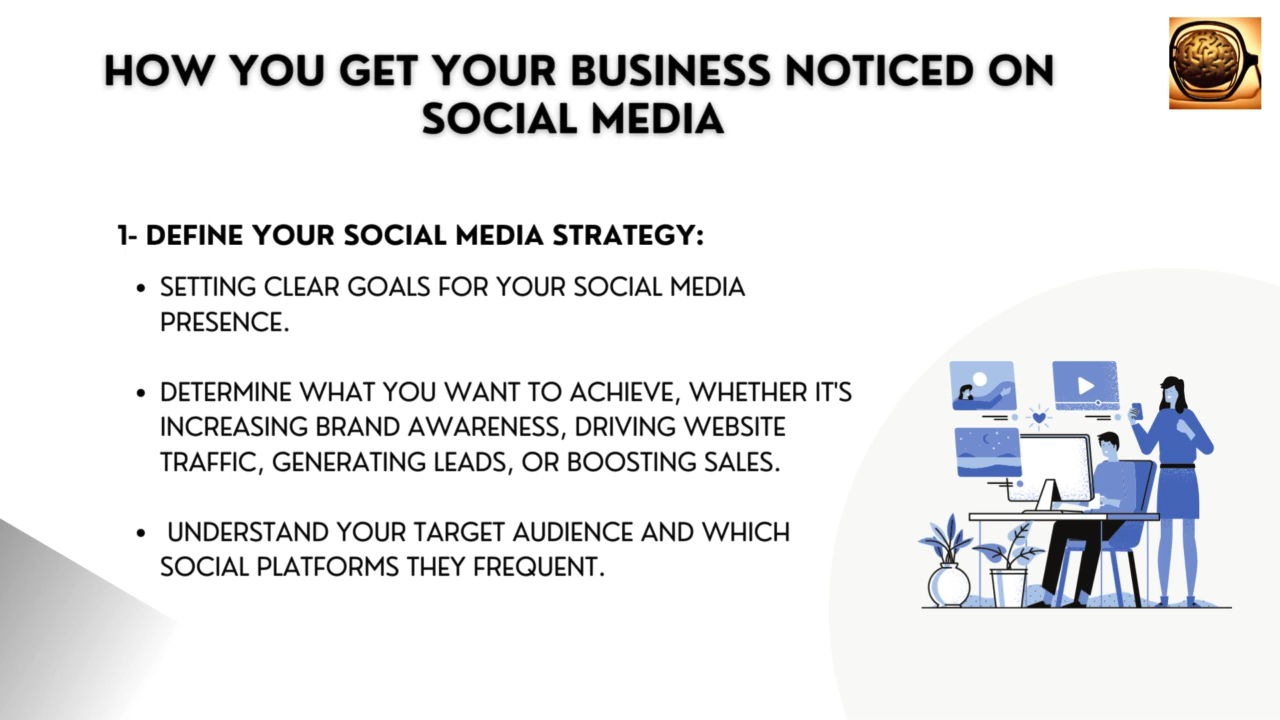 HOW YOU GET YOUR BUSINESS NOTICED ON
SOCIAL MEDIA
1- DEFINE YOUR SOCIAL MEDIA STRATEGY:
• SETTING CLEAR GOALS FOR YOUR SOCIAL MEDIA
PRESENCE.
• DETERMINE WHAT YOU WANT TO ACHIEVE, WHETHER IT'S
INCREASING BRAND AWARENESS, DRIVING WEBSITE
TRAFFIC, GENERATING LEADS, OR BOOSTING SALES.
• UNDERSTAND YOUR TARGET AUDIENCE AND WHICH
SOCIAL PLATFORMS THEY FREQUENT.